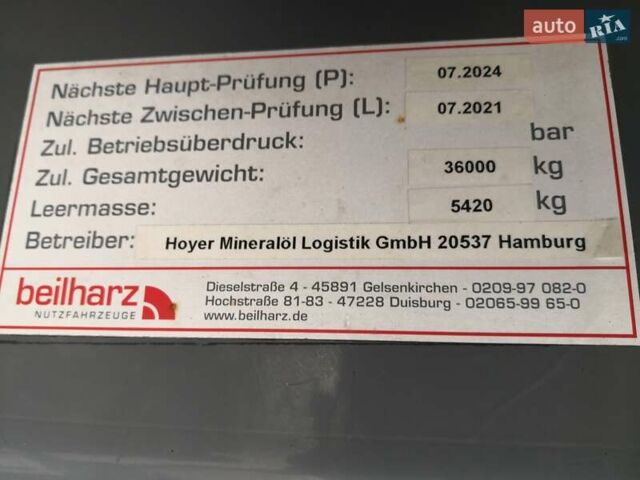 auto RIA .com
Nächste Haupt-Prüfung (P): 07.2024
Nächste Zwischen-Prüfung (L): 07.2021
Zul. Betriebsüberdruck: bar
Zul. Gesamtgewicht: 36000 kg
Leermasse: 5420 kg
Betreiber: Hoyer Mineralöl Logistik GmbH 20537 Hamburg
beilharz
NUTZFAHRZEUGE
Dieselstraße 4 - 45891 Gelsenkirchen - 0209-97 082-0
Hochstraße 81-83 - 47228 Duisburg - 02065-99 65-0
www.beilharz.de